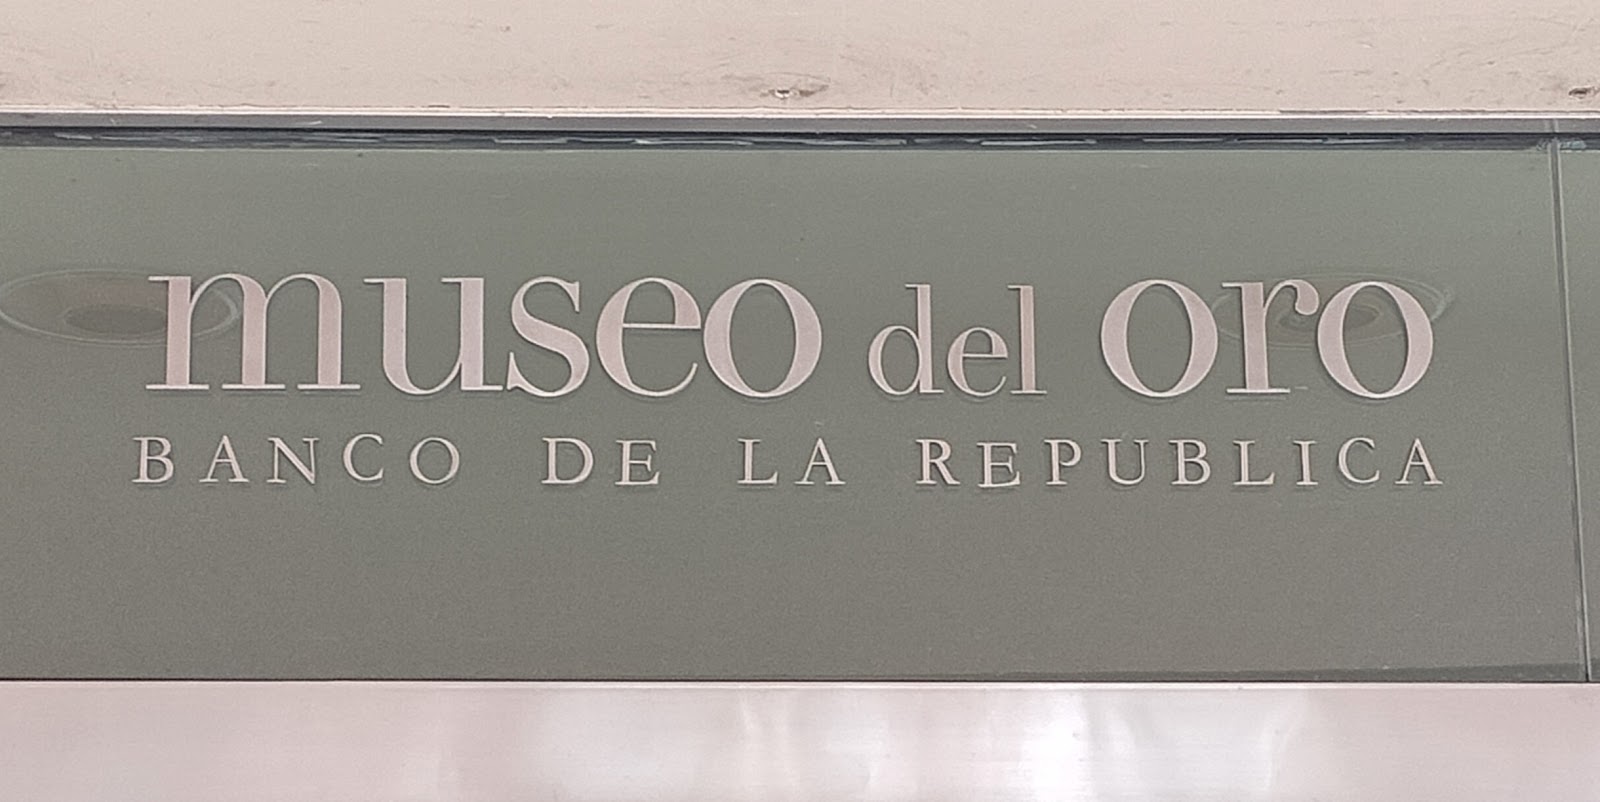 museo del oro
BANCO DE LA REPUBLICA